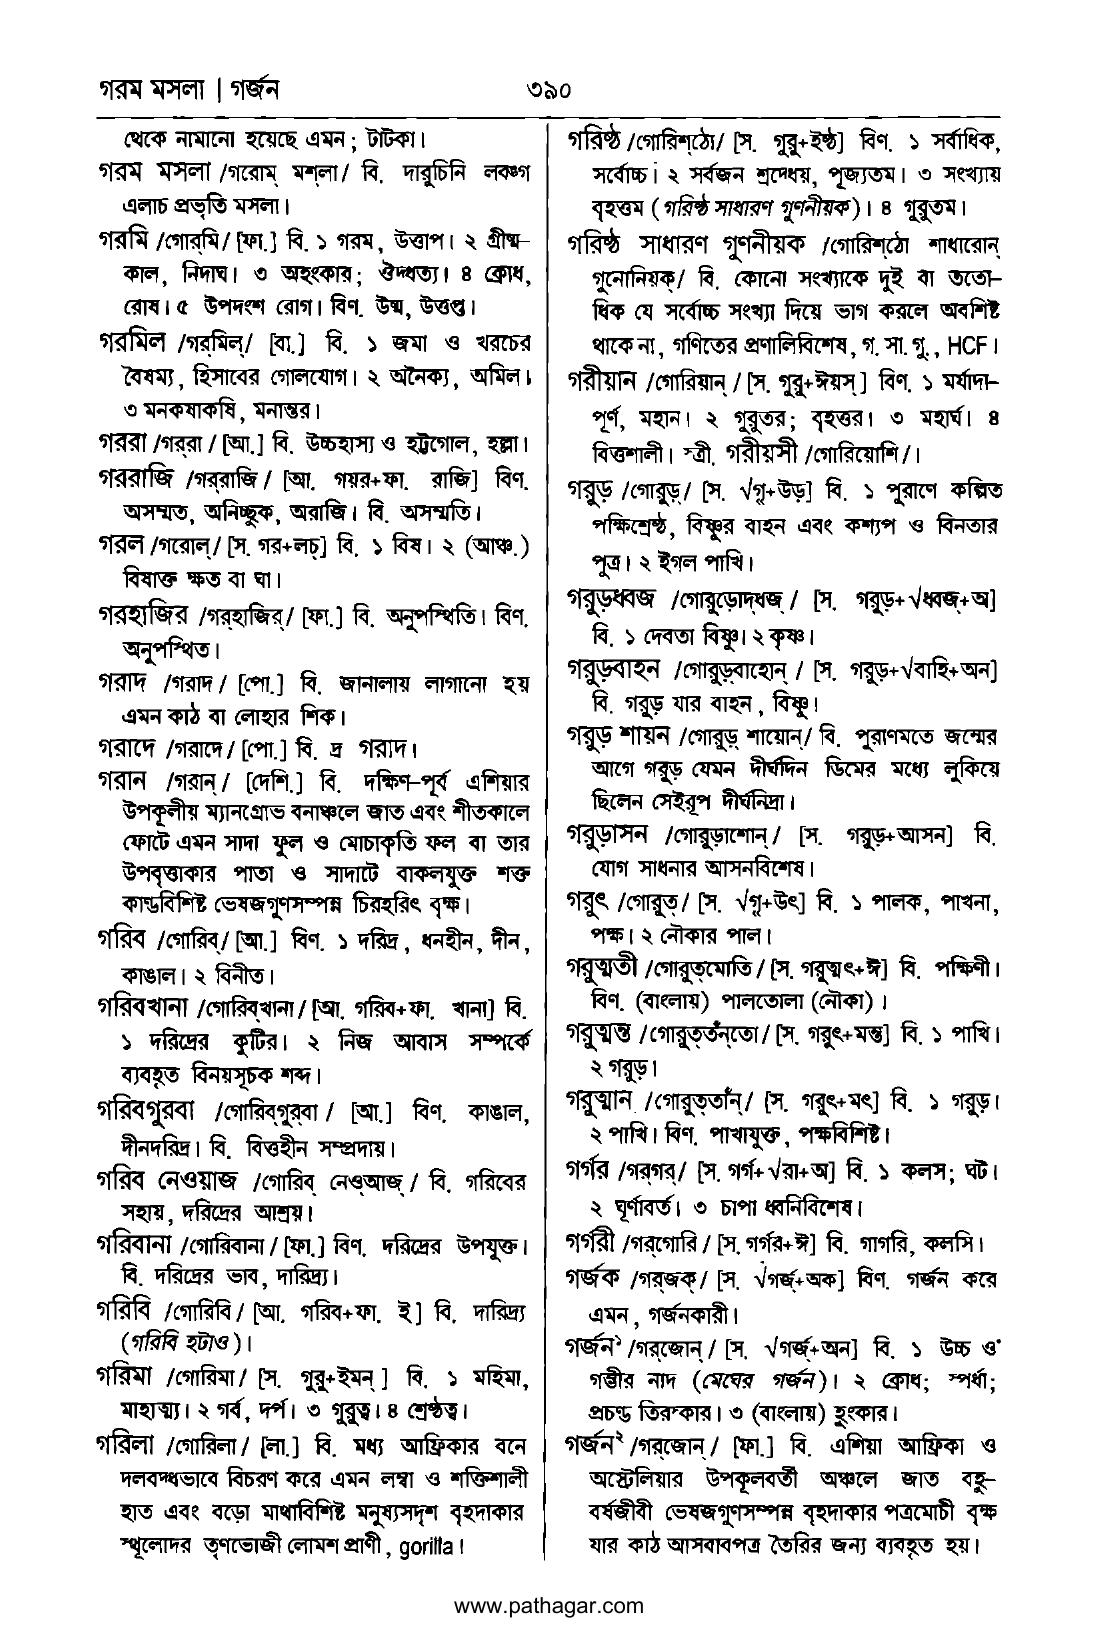 গরম মসলা | গর্জন
৩৯০
থেকে নামানো হয়েছে এমন; টাটকা।
গরম মসলা /গরোম্ মশ্‌লা/ বি. দারুচিনি লবঙ্গ
এলাচ প্রভৃতি মসলা।
গরমি /গোর্‌মি/ [ফা.] বি. ১ গরম, উত্তাপ। ২ গ্রীষ্ম-
কাল, নিদাঘ। ৩ অহংকার; ঔদ্ধত্য। ৪ ক্রোধ,
রোষ। ৫ উপদংশ রোগ। বিণ. উষ্ম, উত্তপ্ত।
গরমিল /গর্‌মিল্/ [বা.] বি. ১ জমা ও খরচের
বৈষম্য, হিসাবের গোলযোগ। ২ অনৈক্য, অমিল।
৩ মনকষাকষি, মনান্তর।
গররা /গর্‌রা/ [আ.] বি. উচ্চহাস্য ও হট্টগোল, হল্লা।
গররাজি /গর্‌রাজি/ [আ. গয়র+ফা. রাজি] বিণ.
অসম্মত, অনিচ্ছুক, অরাজি। বি. অসম্মতি।
গরল /গরোল্/ [স. গর+লচ্] বি. ১ বিষ। ২ (আঞ্চ.)
বিষাক্ত ক্ষত বা ঘা।
গরহাজির /গর্‌হাজির্/ [ফা.] বি. অনুপস্থিতি। বিণ.
অনুপস্থিত।
গরাদ /গরাদ/ [পো.] বি. জানালায় লাগানো হয়
এমন কাঠ বা লোহার শিক।
গরাদে /গরাদে/ [পো.] বি. দ্র গরাদ।
গরান /গরান্/ [দেশি.] বি. দক্ষিণ-পূর্ব এশিয়ার
উপকূলীয় ম্যানগ্রোভ বনাঞ্চলে জাত এবং শীতকালে
ফোটে এমন সাদা ফুল ও মোচাকৃতি ফল বা তার
উপবৃত্তাকার পাতা ও সাদাটে বাকলযুক্ত শক্ত
কাণ্ডবিশিষ্ট ভেষজগুণসম্পন্ন চিরহরিৎ বৃক্ষ।
গরিব /গোরিব্/ [আ.] বিণ. ১ দরিদ্র, ধনহীন, দীন,
কাঙাল। ২ বিনীত।
গরিবখানা /গোরিব্‌খানা/ [আ. গরিব+ফা. খানা] বি.
১ দরিদ্রের কুটির। ২ নিজ আবাস সম্পর্কে
ব্যবহৃত বিনয়সূচক শব্দ।
গরিবগুরবা /গোরিব্‌গুর্‌বা/ [আ.] বিণ. কাঙাল,
দীনদরিদ্র। বি. বিত্তহীন সম্প্রদায়।
গরিব নেওয়াজ /গোরিব্ নেওআজ্/ বি. গরিবের
সহায়, দরিদ্রের আশ্রয়।
গরিবানা /গোরিবানা/ [ফা.] বিণ. দরিদ্রের উপযুক্ত।
বি. দরিদ্রের ভাব, দারিদ্র্য।
গরিবি /গোরিবি/ [আ. গরিব+ফা. ই] বি. দারিদ্র্য
(গরিবি হটাও)।
গরিমা /গোরিমা/ [স. গুরু+ইমন্] বি. ১ মহিমা,
মাহাত্ম্য। ২ গর্ব, দর্প। ৩ গুরুত্ব। ৪ শ্রেষ্ঠত্ব।
গরিলা /গোরিলা/ [লা.] বি. মধ্য আফ্রিকার বনে
দলবদ্ধভাবে বিচরণ করে এমন লম্বা ও শক্তিশালী
হাত এবং বড়ো মাথাবিশিষ্ট মনুষ্যসদৃশ বৃহদাকার
স্থূলোদর তৃণভোজী লোমশ প্রাণী, gorilla।
গরিষ্ঠ /গোরিশ্‌ঠো/ [স. গুরু+ইষ্ঠ] বিণ. ১ সর্বাধিক,
সর্বোচ্চ। ২ সর্বজন শ্রদ্ধেয়, পূজ্যতম। ৩ সংখ্যায়
বৃহত্তম (গরিষ্ঠ সাধারণ গুণনীয়ক)। ৪ গুরুতম।
গরিষ্ঠ সাধারণ গুণনীয়ক /গোরিশ্‌ঠো শাধারোন্
গুনোনিয়ক্/ বি. কোনো সংখ্যাকে দুই বা ততো-
ধিক যে সর্বোচ্চ সংখ্যা দিয়ে ভাগ করলে অবশিষ্ট
থাকে না, গণিতের প্রণালিবিশেষ, গ. সা. গু., HCF।
গরীয়ান /গোরিয়ান্/ [স. গুরু+ঈয়স্] বিণ. ১ মর্যাদা-
পূর্ণ, মহান। ২ গুরুতর; বৃহত্তর। ৩ মহার্ঘ। ৪
বিত্তশালী। স্ত্রী. গরীয়সী /গোরিয়োশি/।
গরুড় /গোরুড়্/ [স. √গৄ+উড়] বি. ১ পুরাণে কল্পিত
পক্ষিশ্রেষ্ঠ, বিষ্ণুর বাহন এবং কশ্যপ ও বিনতার
পুত্র। ২ ইগল পাখি।
গরুড়ধ্বজ /গোরুড়োদ্‌ধজ্/ [স. গরুড়+√ধ্বজ্+অ]
বি. ১ দেবতা বিষ্ণু। ২ কৃষ্ণ।
গরুড়বাহন /গোরুড়্‌বাহোন্/ [স. গরুড়+√বাহি+অন]
বি. গরুড় যার বাহন, বিষ্ণু।
গরুড় শায়ন /গোরুড়্ শায়োন্/ বি. পুরাণমতে জন্মের
আগে গরুড় যেমন দীর্ঘদিন ডিমের মধ্যে লুকিয়ে
ছিলেন সেইরূপ দীর্ঘনিদ্রা।
গরুড়াসন /গোরুড়াশোন্/ [স. গরুড়+আসন] বি.
যোগ সাধনার আসনবিশেষ।
গরুৎ /গোরুত্/ [স. √গৄ+উৎ] বি. ১ পালক, পাখনা,
পক্ষ। ২ নৌকার পাল।
গরুত্মতী /গোরুত্‌মোতি/ [স. গরুত্মৎ+ঈ] বি. পক্ষিণী।
বিণ. (বাংলায়) পালতোলা (নৌকা)।
গরুত্মন্ত /গোরুত্‌তঁন্‌তো/ [স. গরুৎ+মন্ত] বি. ১ পাখি।
২ গরুড়।
গরুত্মান /গোরুত্‌তাঁন্/ [স. গরুৎ+মৎ] বি. ১ গরুড়।
২ পাখি। বিণ. পাখাযুক্ত, পক্ষবিশিষ্ট।
গর্গর /গর্‌গর্/ [স. গর্গ+√রা+অ] বি. ১ কলস; ঘট।
২ ঘূর্ণাবর্ত। ৩ চাপা ধ্বনিবিশেষ।
গর্গরী /গর্‌গোরি/ [স. গর্গর+ঈ] বি. গাগরি, কলসি।
গর্জক /গর্‌জক্/ [স. √গর্জ্+অক] বিণ. গর্জন করে
এমন, গর্জনকারী।
গর্জন¹ /গর্‌জোন্/ [স. √গর্জ্+অন] বি. ১ উচ্চ ও
গম্ভীর নাদ (মেঘের গর্জন)। ২ ক্রোধ; স্পর্ধা;
প্রচণ্ড তিরস্কার। ৩ (বাংলায়) হুংকার।
গর্জন² /গর্‌জোন্/ [ফা.] বি. এশিয়া আফ্রিকা ও
অস্ট্রেলিয়ার উপকূলবর্তী অঞ্চলে জাত বহু-
বর্ষজীবী ভেষজগুণসম্পন্ন বৃহদাকার পত্রমোচী বৃক্ষ
যার কাঠ আসবাবপত্র তৈরির জন্য ব্যবহৃত হয়।
www.pathagar.com